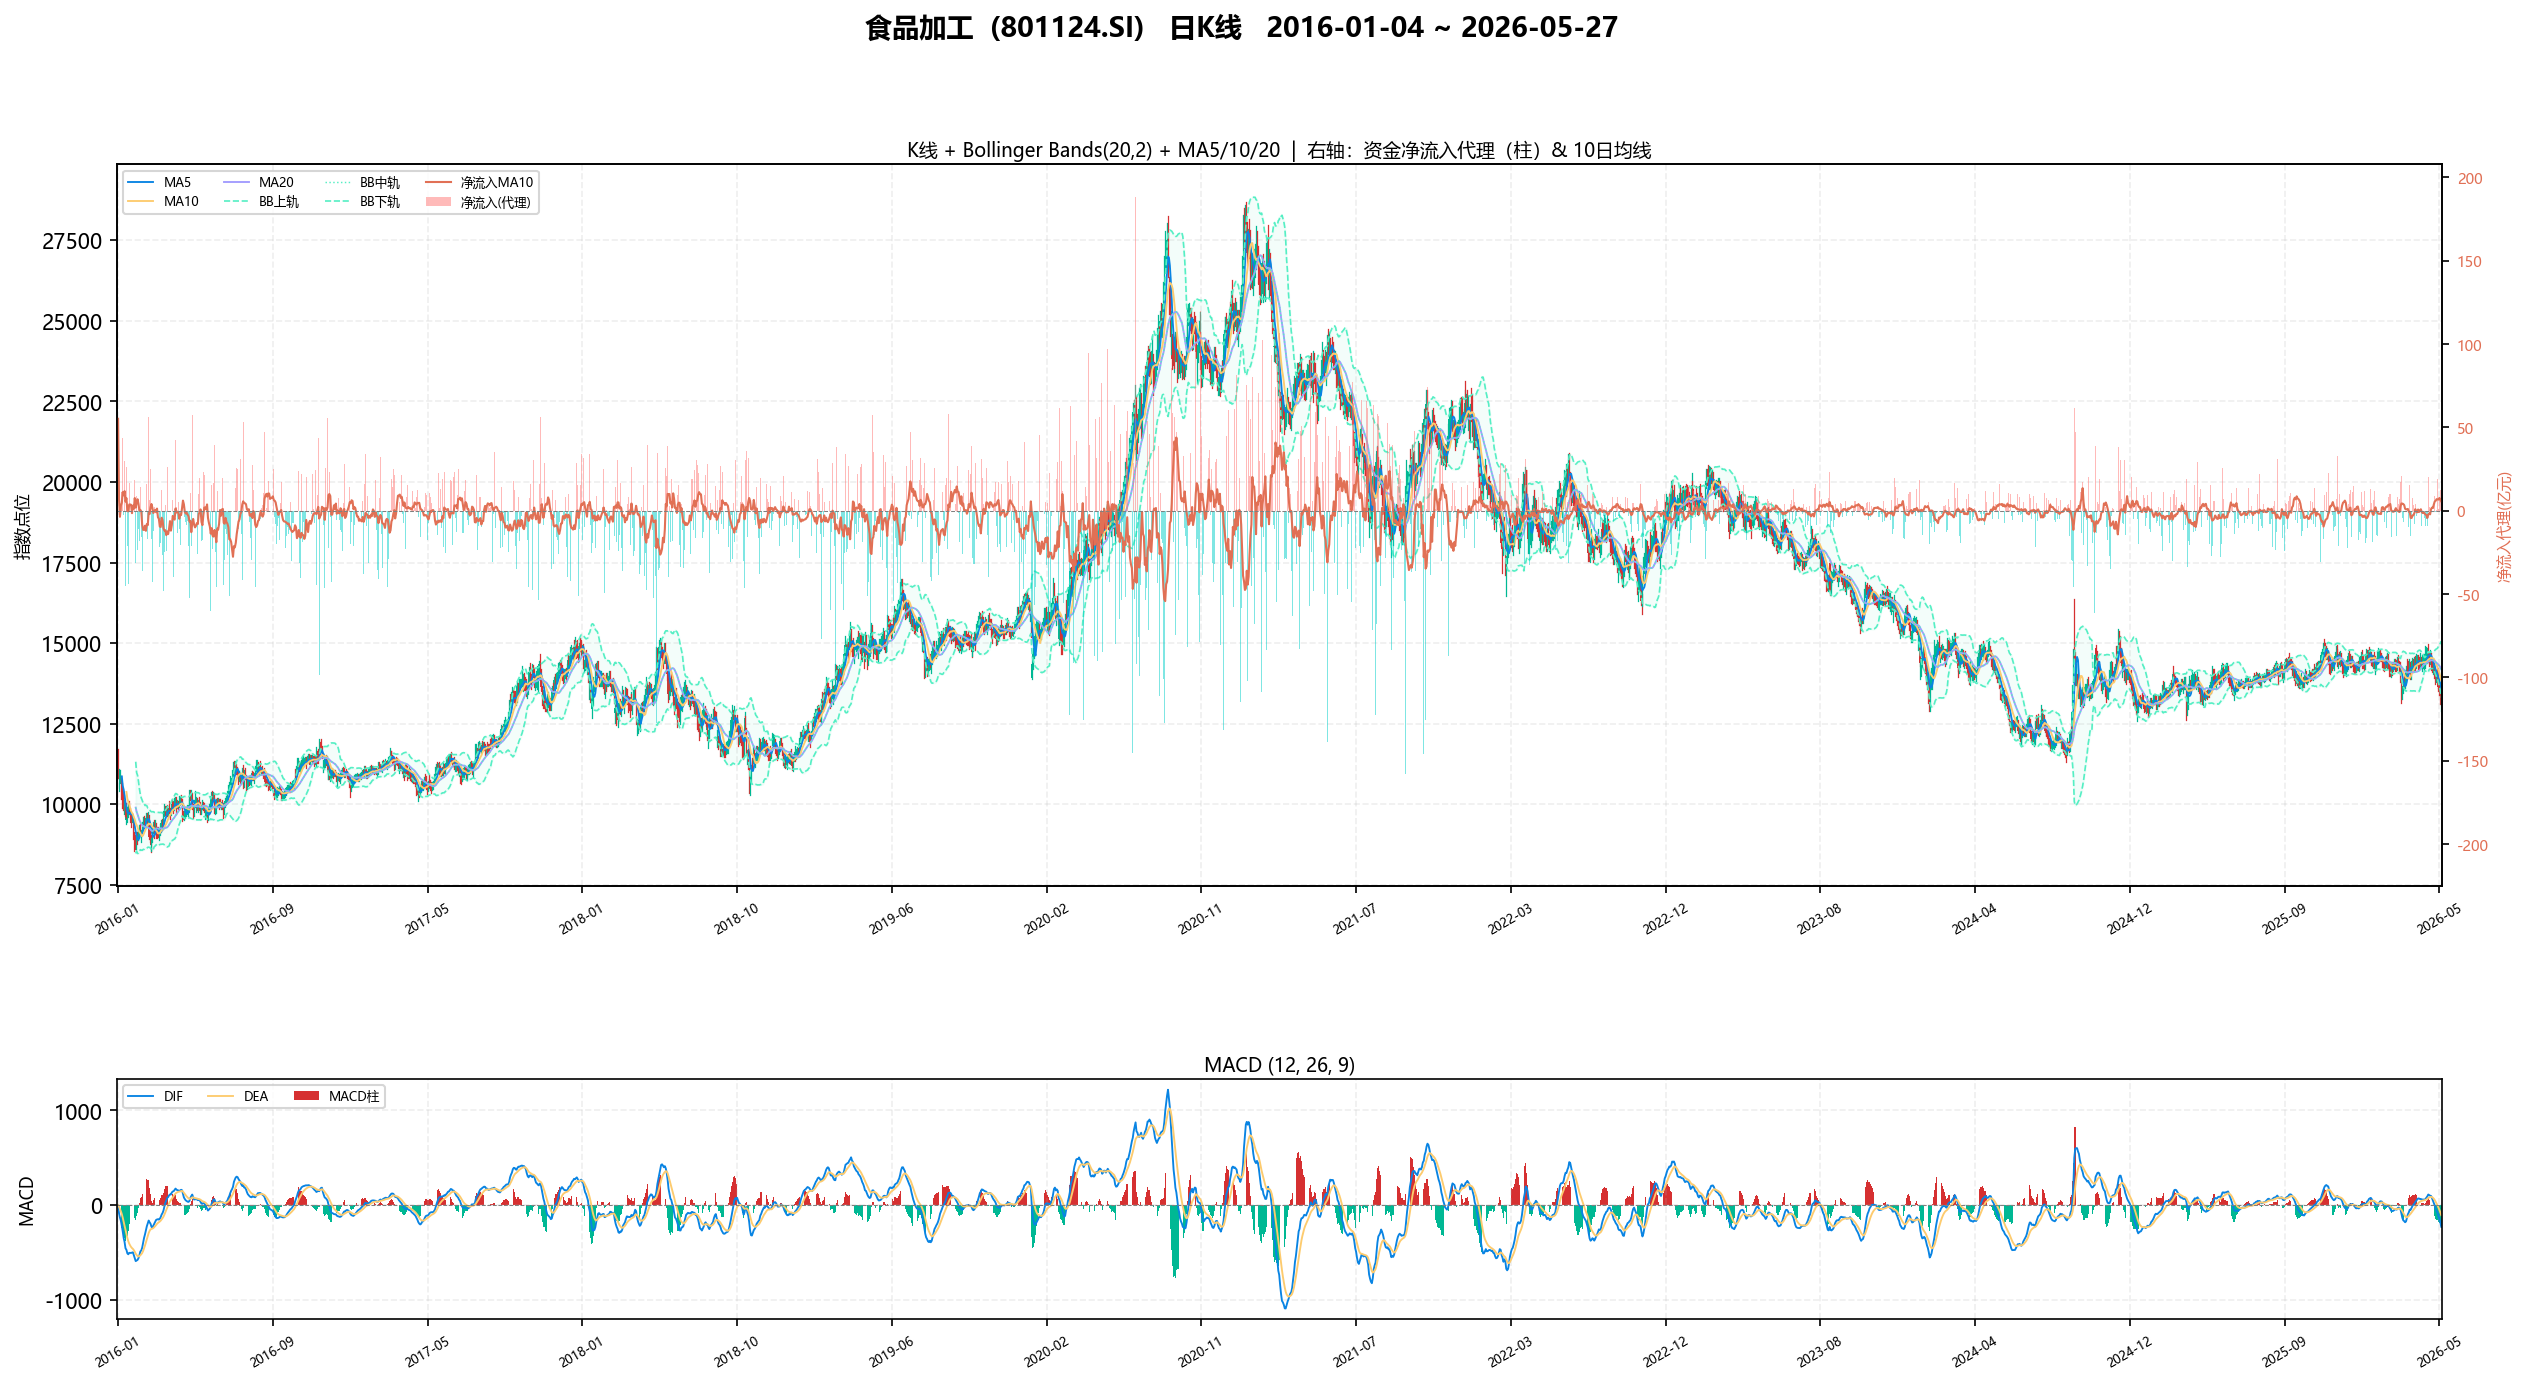 食品加工 (801124.SI) 日K线 2016-01-04 ~ 2026-05-27
K线 + Bollinger Bands(20,2) + MA5/10/20 | 右轴：资金净流入代理（柱）& 10日均线
MA5 MA20 BB中轨 净流入MA10
MA10 BB上轨 BB下轨 净流入(代理)
指数点位
27500
25000
22500
20000
17500
15000
12500
10000
7500
200
150
100
50
0
-50
-100
-150
-200
净流入代理(亿元)
2016-01 2016-09 2017-05 2018-01 2018-10 2019-06 2020-02 2020-11 2021-07 2022-03 2022-12 2023-08 2024-04 2024-12 2025-09 2026-05
MACD (12, 26, 9)
DIF DEA MACD柱
MACD
1000
0
-1000
2016-01 2016-09 2017-05 2018-01 2018-10 2019-06 2020-02 2020-11 2021-07 2022-03 2022-12 2023-08 2024-04 2024-12 2025-09 2026-05